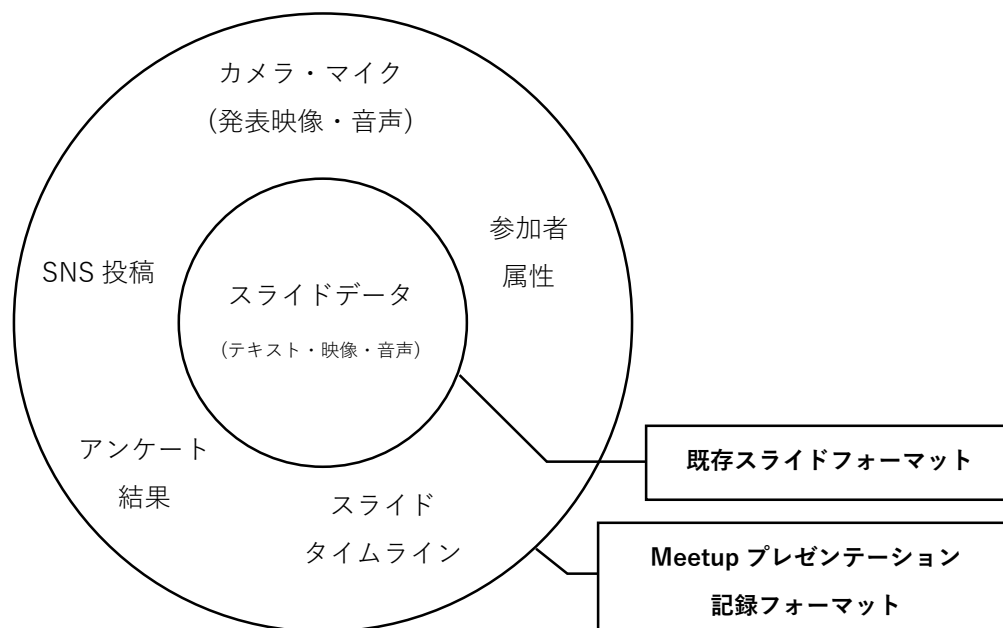 カメラ・マイク
(発表映像・音声)
参加者
属性
SNS 投稿
スライドデータ
(テキスト・映像・音声)
アンケート
結果
スライド
タイムライン
既存スライドフォーマット
Meetup プレゼンテーション
記録フォーマット